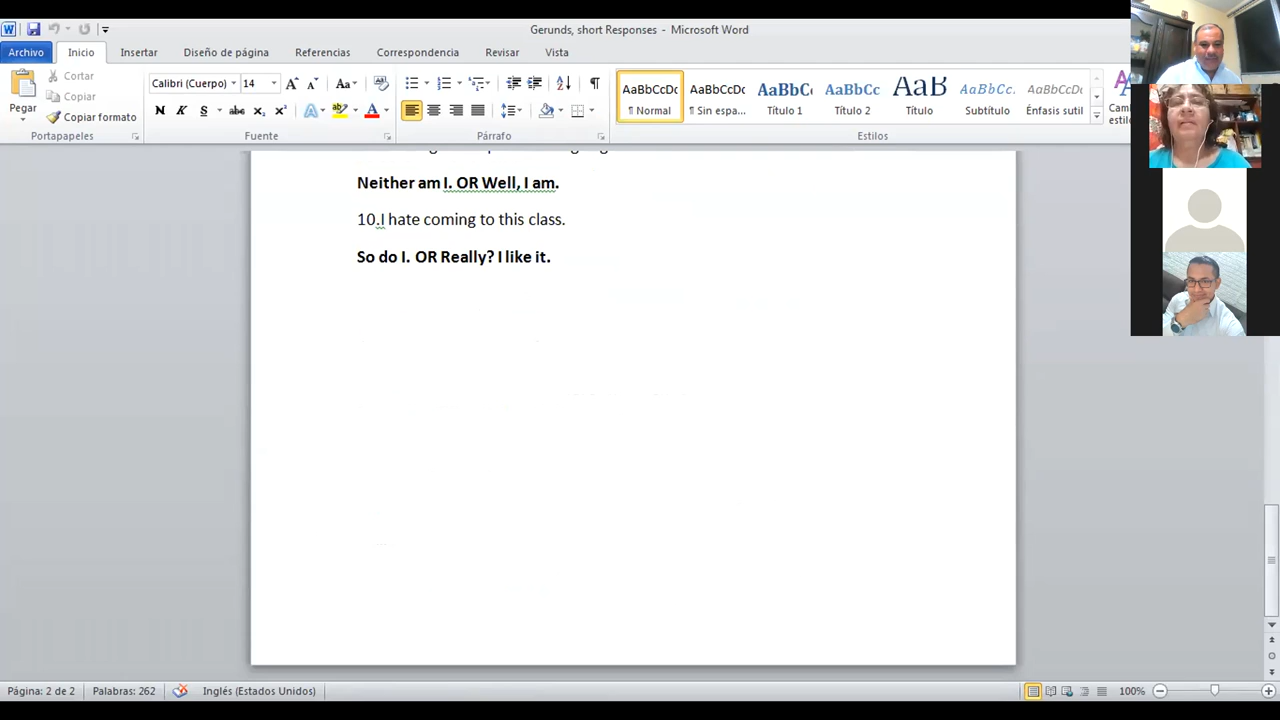 Gerunds, short Responses - Microsoft Word
Archivo Inicio Insertar Diseño de página Referencias Correspondencia Revisar Vista
Pegar
Cortar
Copiar
Copiar formato
Portapapeles
Calibri (Cuerpo) 14
Fuente
Párrafo
AaBbCcDc
¶ Normal
AaBbCcDc
¶ Sin espa...
AaBbC
Título 1
AaBbCc
Título 2
AaB
Título
AaBbCc.
Subtítulo
AaBbCcDc
Énfasis sutil
Estilos
Neither am I. OR Well, I am.
10.I hate coming to this class.
So do I. OR Really? I like it.
Página: 2 de 2 Palabras: 262 Inglés (Estados Unidos) 100%